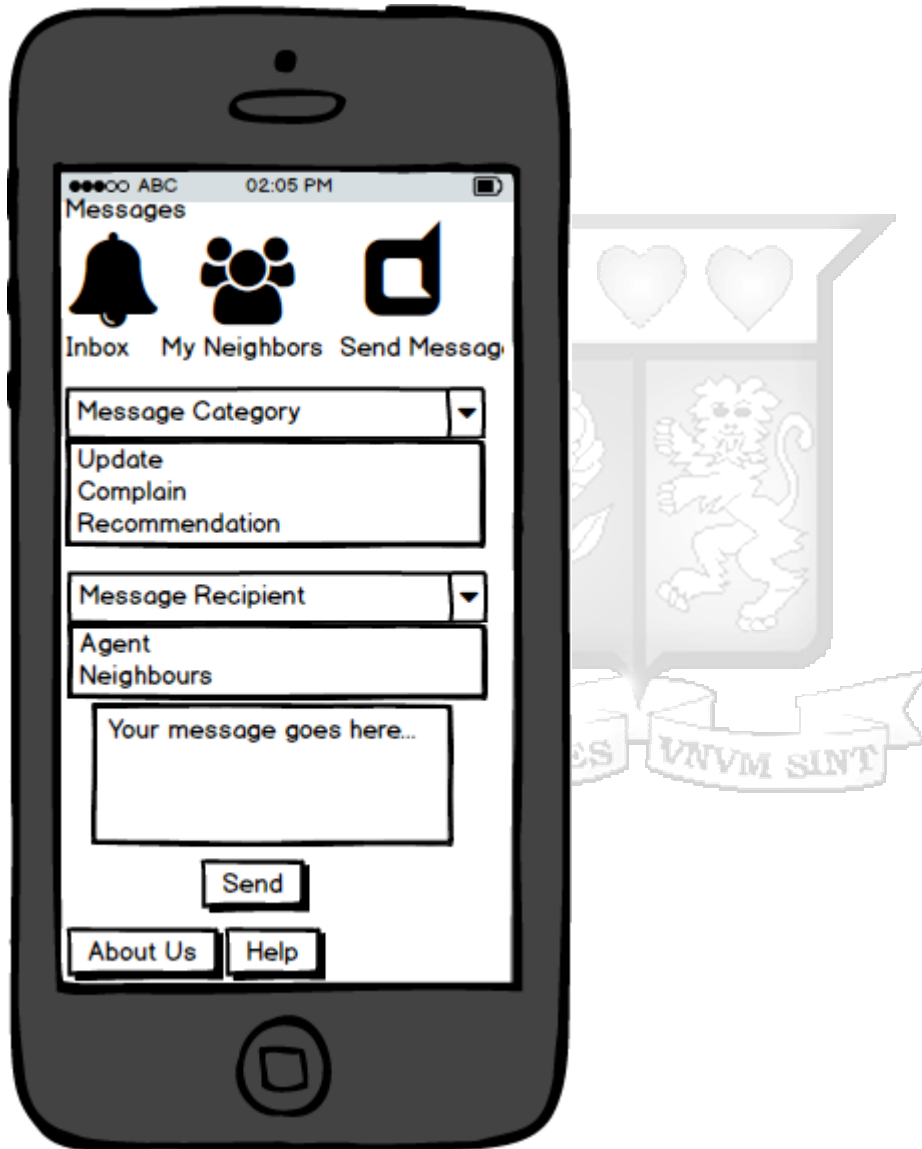 ABC 02:05 PM
Messages
Inbox My Neighbors Send Messag
Message Category
Update
Complain
Recommendation
Message Recipient
Agent
Neighbours
Your message goes here...
ES VNVM SINT
Send
About Us Help